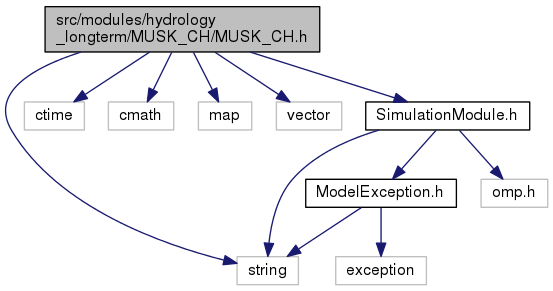 src/modules/hydrology
_longterm/MUSK_CH/MUSK_CH.h
ctime
cmath
map
vector
SimulationModule.h
ModelException.h
omp.h
string
exception